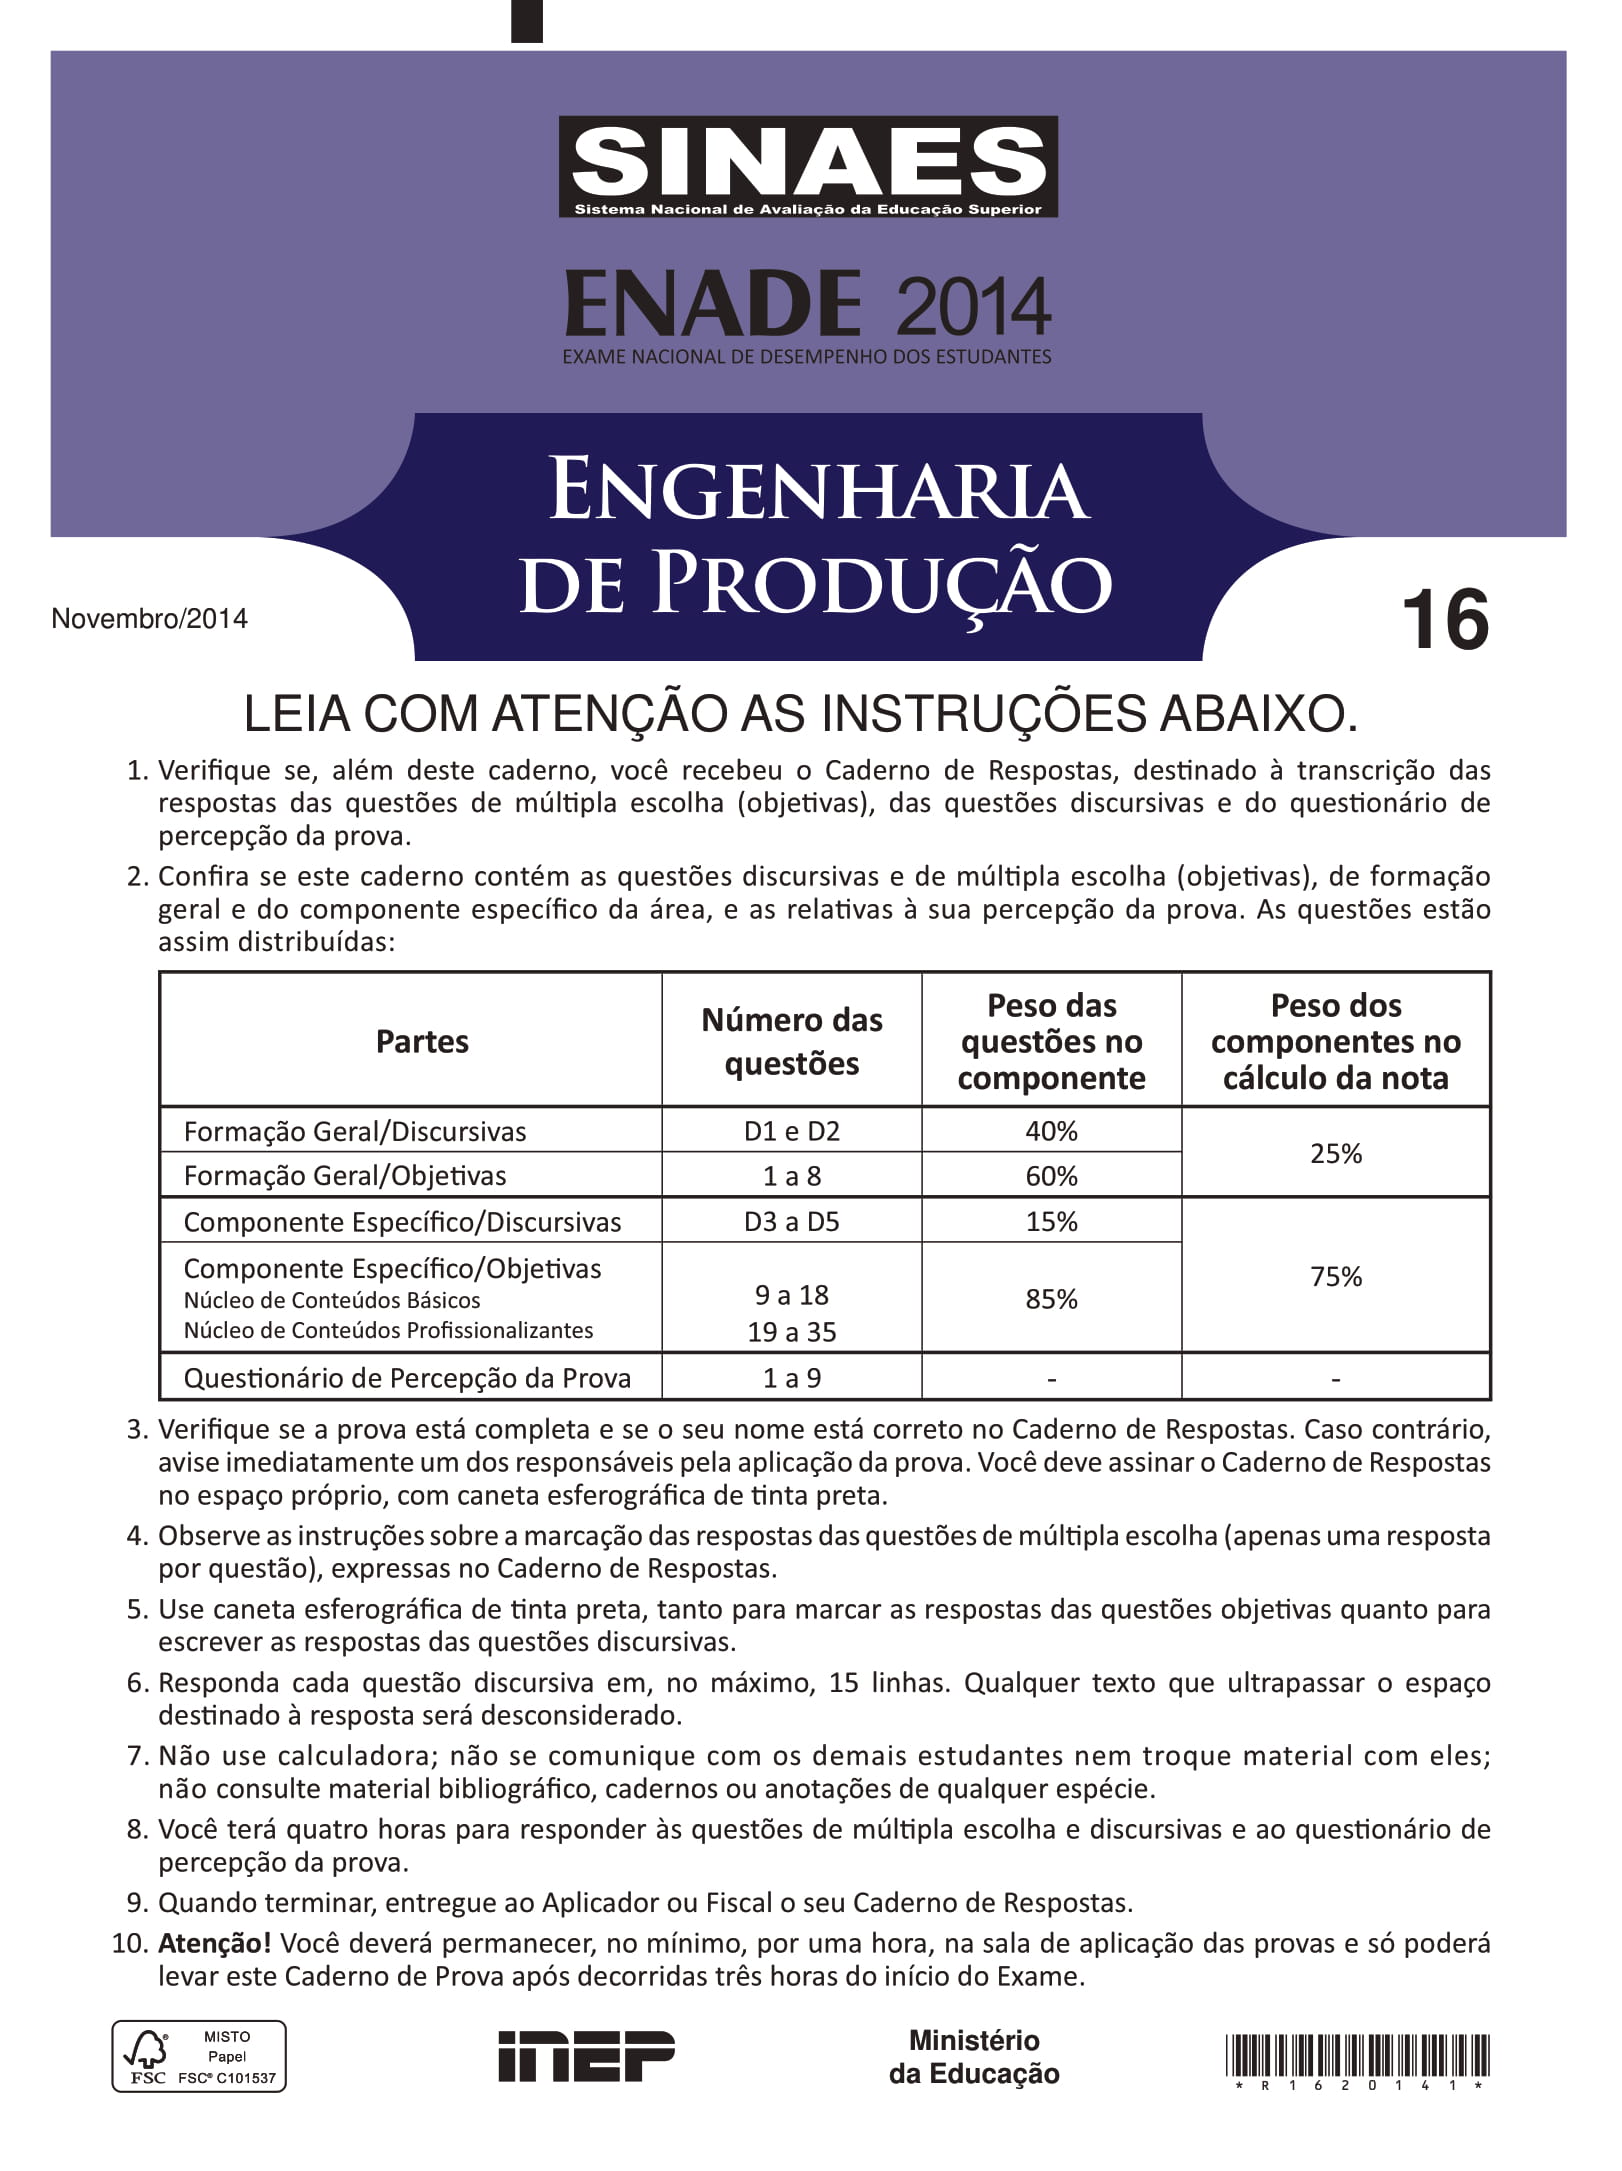 SINAES
Sistema Nacional de Avaliação da Educação Superior
ENADE 2014
EXAME NACIONAL DE DESEMPENHO DOS ESTUDANTES
ENGENHARIA
DE PRODUÇÃO
Novembro/2014
16
LEIA COM ATENÇÃO AS INSTRUÇÕES ABAIXO.
1. Verifique se, além deste caderno, você recebeu o Caderno de Respostas, destinado à transcrição das
respostas das questões de múltipla escolha (objetivas), das questões discursivas e do questionário de
percepção da prova.
2. Confira se este caderno contém as questões discursivas e de múltipla escolha (objetivas), de formação
geral e do componente específico da área, e as relativas à sua percepção da prova. As questões estão
assim distribuídas:
Partes
Número das
questões
Peso das
questões no
componente
Peso dos
componentes no
cálculo da nota
Formação Geral/Discursivas D1 e D2 40%
25%
Formação Geral/Objetivas 1 a 8 60%
Componente Específico/Discursivas D3 a D5 15%
75%
Componente Específico/Objetivas
Núcleo de Conteúdos Básicos 9 a 18
85%
Núcleo de Conteúdos Profissionalizantes 19 a 35
Questionário de Percepção da Prova 1 a 9 - -
3. Verifique se a prova está completa e se o seu nome está correto no Caderno de Respostas. Caso contrário,
avise imediatamente um dos responsáveis pela aplicação da prova. Você deve assinar o Caderno de Respostas
no espaço próprio, com caneta esferográfica de tinta preta.
4. Observe as instruções sobre a marcação das respostas das questões de múltipla escolha (apenas uma resposta
por questão), expressas no Caderno de Respostas.
5. Use caneta esferográfica de tinta preta, tanto para marcar as respostas das questões objetivas quanto para
escrever as respostas das questões discursivas.
6. Responda cada questão discursiva em, no máximo, 15 linhas. Qualquer texto que ultrapassar o espaço
destinado à resposta será desconsiderado.
7. Não use calculadora; não se comunique com os demais estudantes nem troque material com eles;
não consulte material bibliográfico, cadernos ou anotações de qualquer espécie.
8. Você terá quatro horas para responder às questões de múltipla escolha e discursivas e ao questionário de
percepção da prova.
9. Quando terminar, entregue ao Aplicador ou Fiscal o seu Caderno de Respostas.
10. Atenção! Você deverá permanecer, no mínimo, por uma hora, na sala de aplicação das provas e só poderá
levar este Caderno de Prova após decorridas três horas do início do Exame.
MISTO
Papel
FSC® C101537
FSC
INEP
Ministério
da Educação
*R1620141*